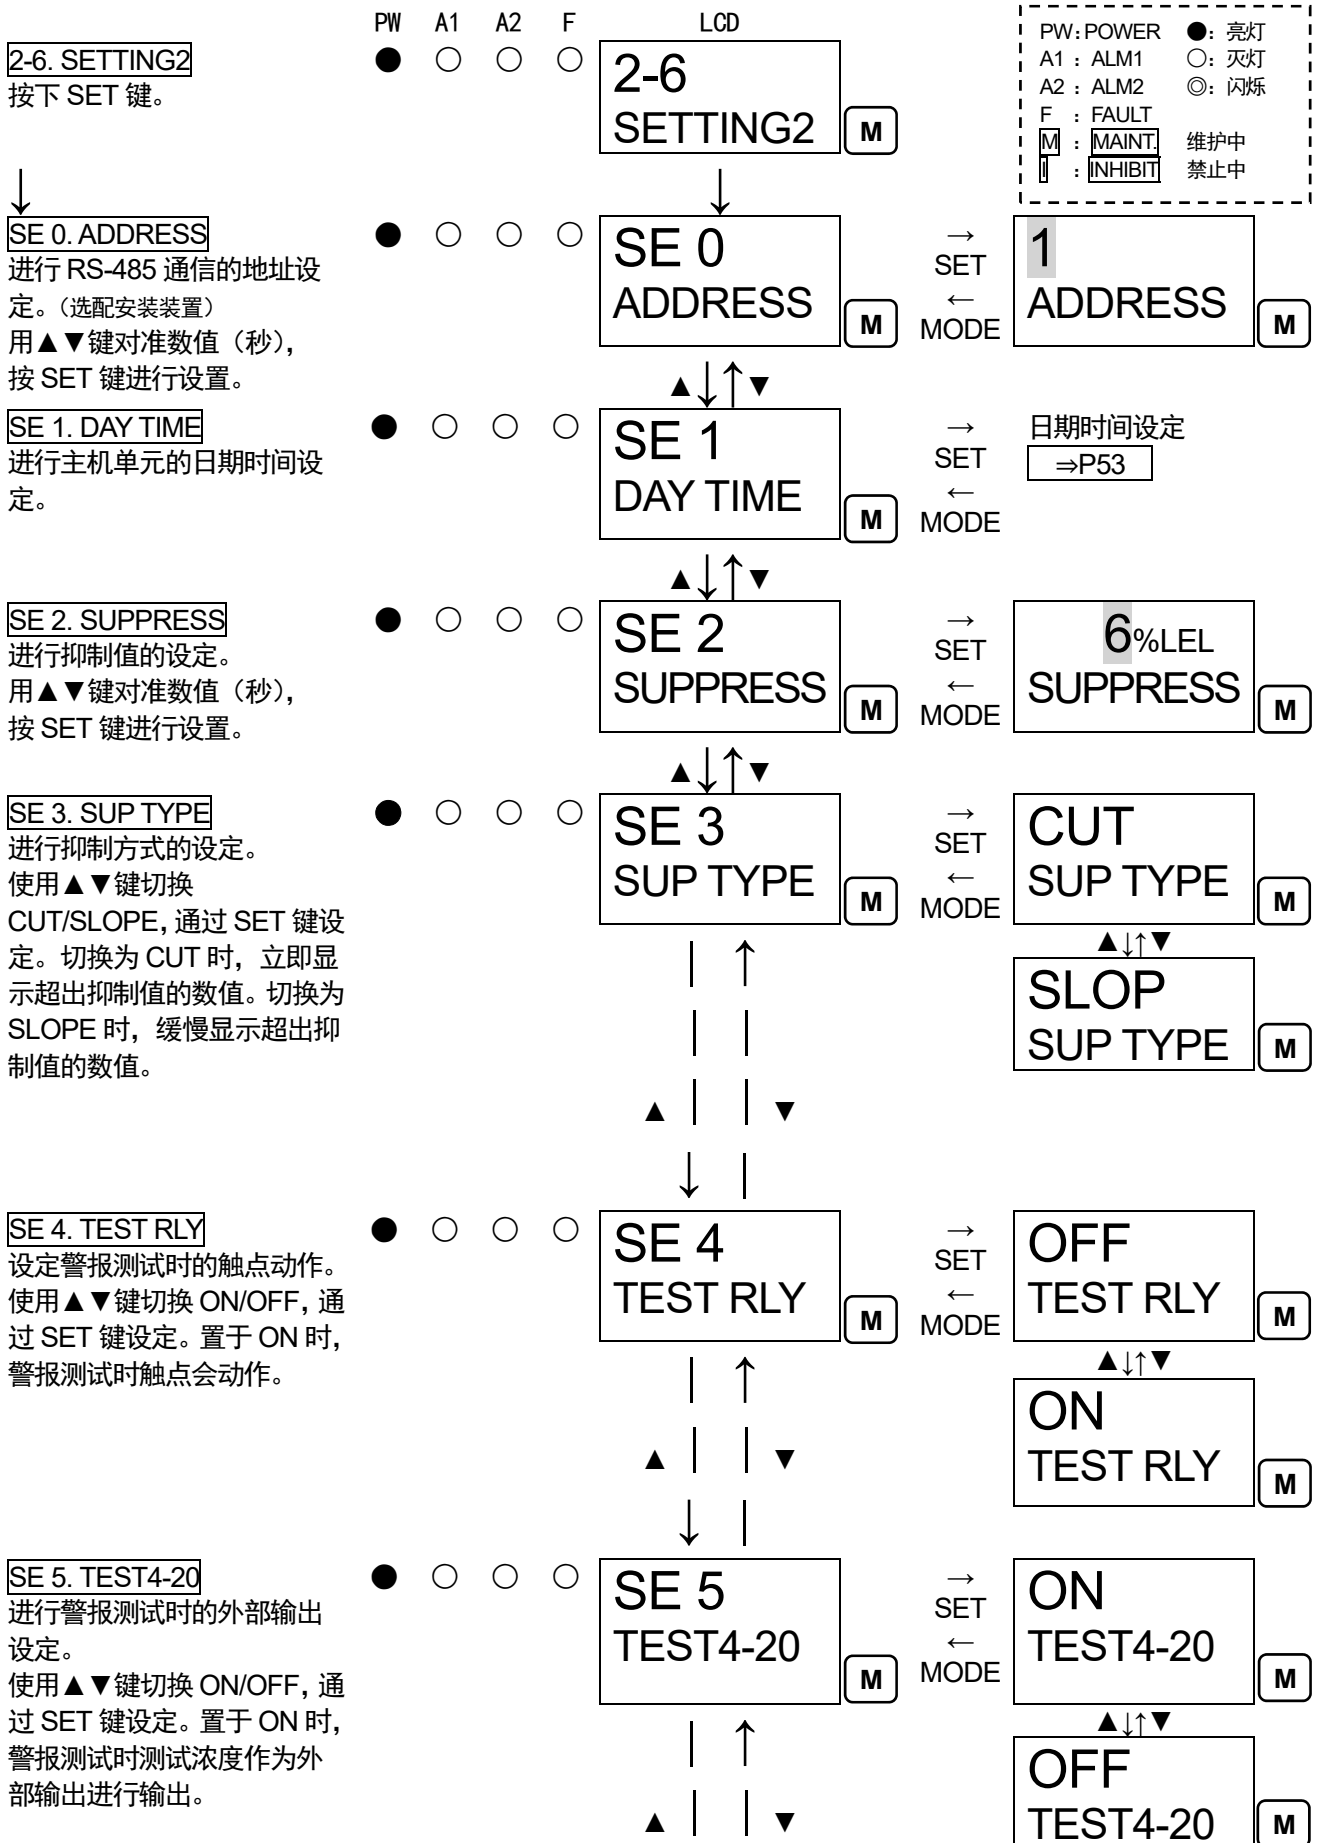 PW A1 A2 F LCD
PW:POWER ●：亮灯
A1：ALM1 ○：灭灯
A2：ALM2 ◎：闪烁
F：FAULT
M：MAINT. 维护中
I：INHIBIT 禁止中
2-6. SETTING2
按下 SET 键。
● ○ ○ ○
2-6
SETTING2
M
↓ ↓
SE 0. ADDRESS
进行 RS-485 通信的地址设
定。（选配安装装置）
用▲▼键对准数值（秒），
按 SET 键进行设置。
● ○ ○ ○
SE 0
ADDRESS
M
→
SET
←
MODE
1
ADDRESS
M
▲↓↑▼
SE 1. DAY TIME
进行主机单元的日期时间设
定。
● ○ ○ ○
SE 1
DAY TIME
M
→
SET
←
MODE
日期时间设定
⇒P53
▲↓↑▼
SE 2. SUPPRESS
进行抑制值的设定。
用▲▼键对准数值（秒），
按 SET 键进行设置。
● ○ ○ ○
SE 2
SUPPRESS
M
→
SET
←
MODE
6%LEL
SUPPRESS
M
▲↓↑▼
SE 3. SUP TYPE
进行抑制方式的设定。
使用▲▼键切换
CUT/SLOPE，通过 SET 键设
定。切换为 CUT 时，立即显
示超出抑制值的数值。切换为
SLOPE 时，缓慢显示超出抑
制值的数值。
● ○ ○ ○
SE 3
SUP TYPE
M
→
SET
←
MODE
CUT
SUP TYPE
M
▲↓↑▼
SLOP
SUP TYPE
M
▲↓↑▼
SE 4. TEST RLY
设定警报测试时的触点动作。
使用▲▼键切换 ON/OFF，通
过 SET 键设定。置于 ON 时，
警报测试时触点会动作。
● ○ ○ ○
SE 4
TEST RLY
M
→
SET
←
MODE
OFF
TEST RLY
M
▲↓↑▼
ON
TEST RLY
M
▲↓↑▼
SE 5. TEST4-20
进行警报测试时的外部输出
设定。
使用▲▼键切换 ON/OFF，通
过 SET 键设定。置于 ON 时，
警报测试时测试浓度作为外
部输出进行输出。
● ○ ○ ○
SE 5
TEST4-20
M
→
SET
←
MODE
ON
TEST4-20
M
▲↓↑▼
OFF
TEST4-20
M
▲ ↑ ▼